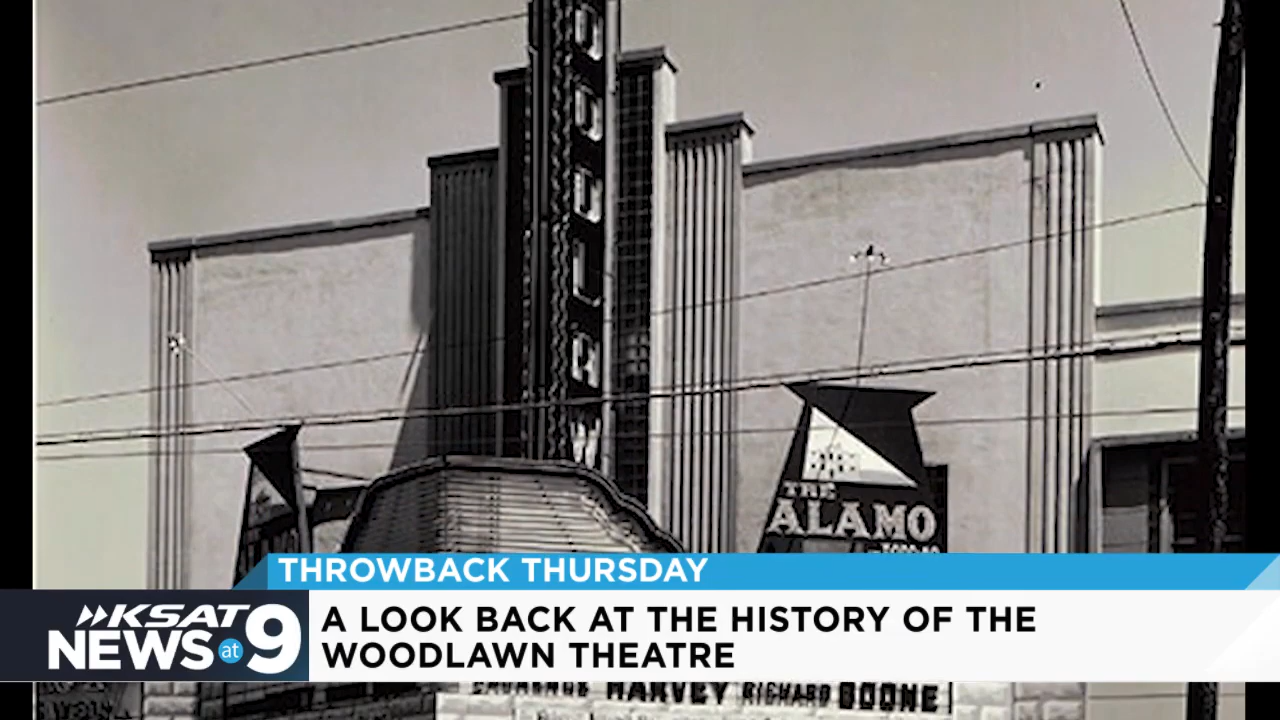 OODLAW
THE
ALAMO
THROWBACK THURSDAY
KSAT
NEWS at 9
A LOOK BACK AT THE HISTORY OF THE
WOODLAWN THEATRE
HARVEY RICHARD BOONE